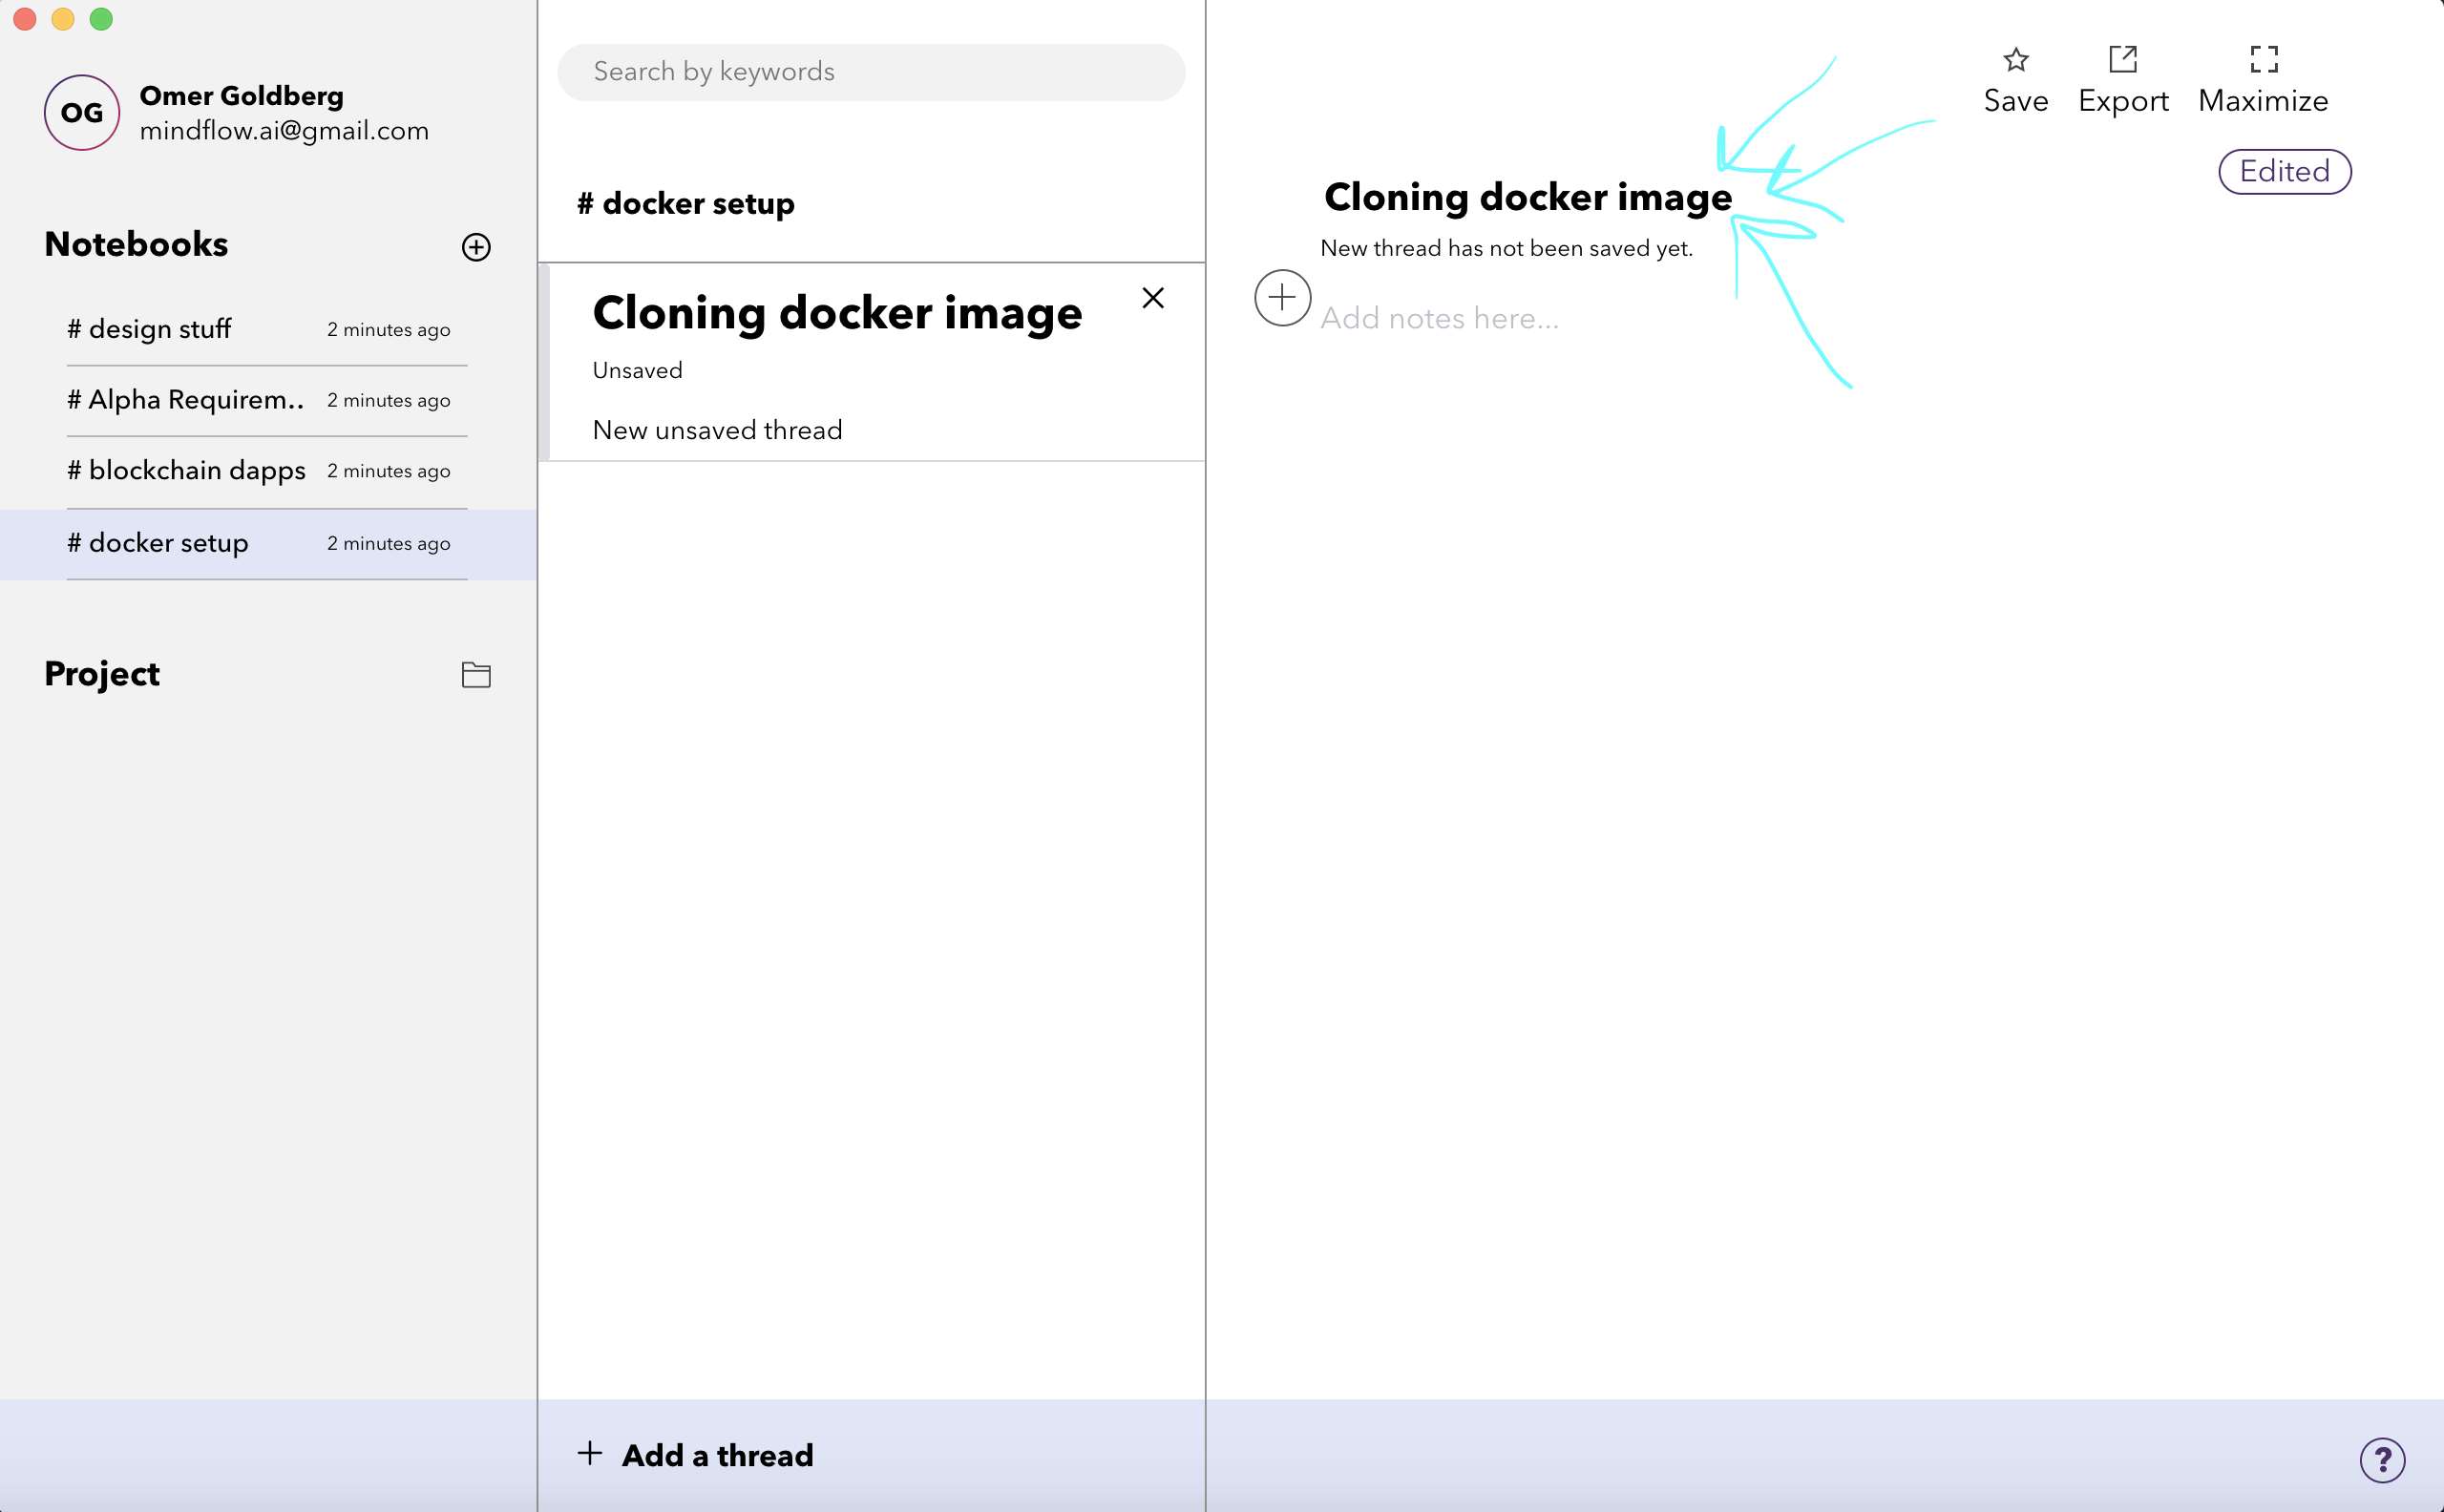 OG
Omer Goldberg
mindflow.ai@gmail.com
Notebooks
# design stuff 2 minutes ago
# Alpha Requirem.. 2 minutes ago
# blockchain dapps 2 minutes ago
# docker setup 2 minutes ago
Project
Search by keywords
# docker setup
Cloning docker image
Unsaved
New unsaved thread
Add a thread
Save Export Maximize
Edited
Cloning docker image
New thread has not been saved yet.
Add notes here...
?